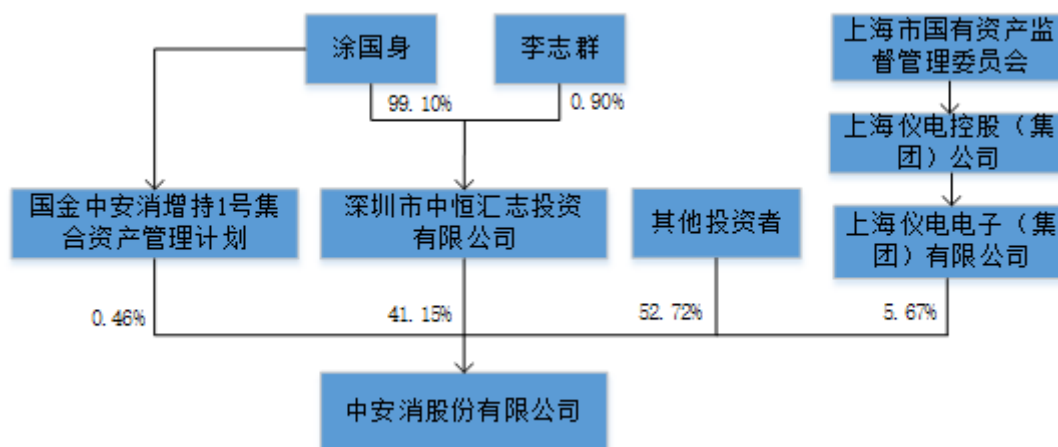 涂国身
李志群
上海市国有资产监
督管理委员会
99.10%
0.90%
上海仪电控股（集
团）公司
国金中安消增持1号集
合资产管理计划
深圳市中恒汇志投资
有限公司
其他投资者
上海仪电电子（集
团）有限公司
0.46%
41.15%
52.72%
5.67%
中安消股份有限公司